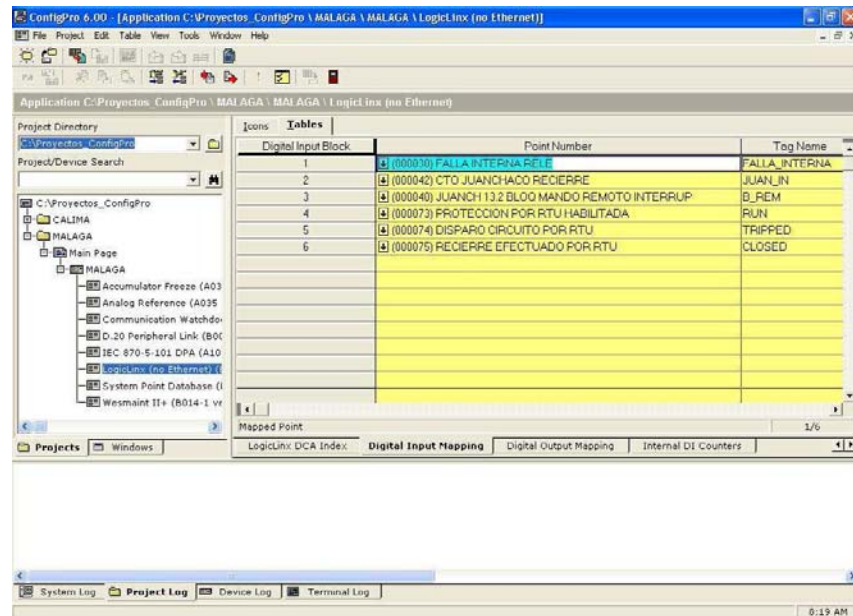 ConfigPro 6.00 - [Application C:\Proyectos_ConfigPro \ MALAGA \ MALAGA \ LogicLinx (no Ethernet)]
File Project Edit Table View Tools Window Help
Application C:\Proyectos_ConfigPro \ MALAGA \ MALAGA \ LogicLinx (no Ethernet)
Project Directory
C:\Proyectos_ConfigPro
Project/Device Search
C:\Proyectos_ConfigPro
CALIMA
MALAGA
Main Page
MALAGA
Accumulator Freeze (A03
Analog Reference (A035
Communication Watchdo
D.20 Peripheral Link (B00
IEC 870-5-101 DPA (A10
LogicLinx (no Ethernet) (
System Point Database (
Wesmaint II+ (B014-1 ve
Projects Windows
Icons Tables
Digital Input Block Point Number Tag Name
1 (000030) FALLA INTERNA RELE FALLA_INTERNA
2 (000042) CTO JUANCHACO RECIERRE JUAN_IN
3 (000040) JUANCH 13.2 BLOQ MANDO REMOTO INTERRUP B_REM
4 (000073) PROTECCION POR RTU HABILITADA RUN
5 (000074) DISPARO CIRCUITO POR RTU TRIPPED
6 (000075) RECIERRE EFECTUADO POR RTU CLOSED
Mapped Point 1/6
LogicLinx DCA Index Digital Input Mapping Digital Output Mapping Internal DI Counters
System Log Project Log Device Log Terminal Log
8:19 AM